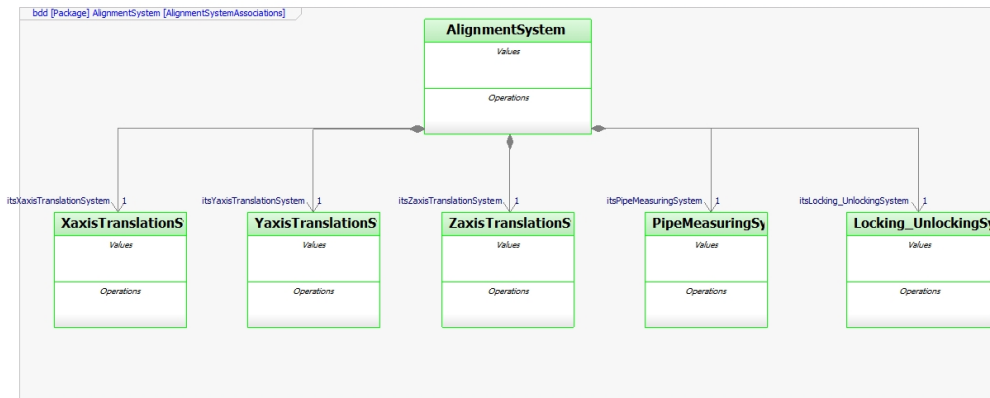 bdd [Package] AlignmentSystem [AlignmentSystemAssociations]
AlignmentSystem
Values
Operations
itsXaxisTranslationSystem 1
itsYaxisTranslationSystem 1
itsZaxisTranslationSystem 1
itsPipeMeasuringSystem 1
itsLocking_UnlockingSystem 1
XaxisTranslationS
YaxisTranslationS
ZaxisTranslationS
PipeMeasuringSy
Locking_UnlockingSy
Values
Values
Values
Values
Values
Operations
Operations
Operations
Operations
Operations